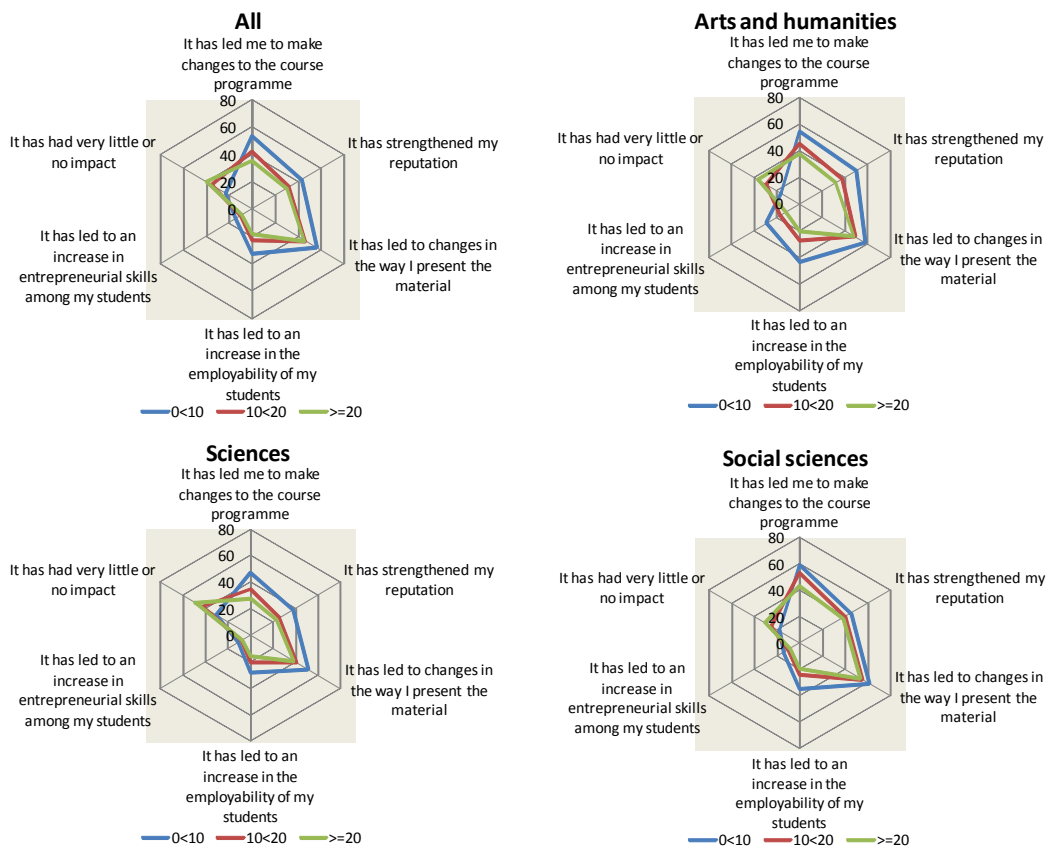 All
It has led me to make
changes to the course
programme
80
60
40
20
0
It has strengthened my
reputation
It has led to changes in
the way I present the
material
It has led to an
increase in the
employability of my
students
It has led to an
increase in
entrepreneurial skills
among my students
It has had very little or
no impact
0<10
10<20
>=20
Arts and humanities
It has led me to make
changes to the course
programme
80
60
40
20
0
It has strengthened my
reputation
It has led to changes in
the way I present the
material
It has led to an
increase in the
employability of my
students
It has led to an
increase in
entrepreneurial skills
among my students
It has had very little or
no impact
0<10
10<20
>=20
Sciences
It has led me to make
changes to the course
programme
80
60
40
20
0
It has strengthened my
reputation
It has led to changes in
the way I present the
material
It has led to an
increase in the
employability of my
students
It has led to an
increase in
entrepreneurial skills
among my students
It has had very little or
no impact
0<10
10<20
>=20
Social sciences
It has led me to make
changes to the course
programme
80
60
40
20
0
It has strengthened my
reputation
It has led to changes in
the way I present the
material
It has led to an
increase in the
employability of my
students
It has led to an
increase in
entrepreneurial skills
among my students
It has had very little or
no impact
0<10
10<20
>=20